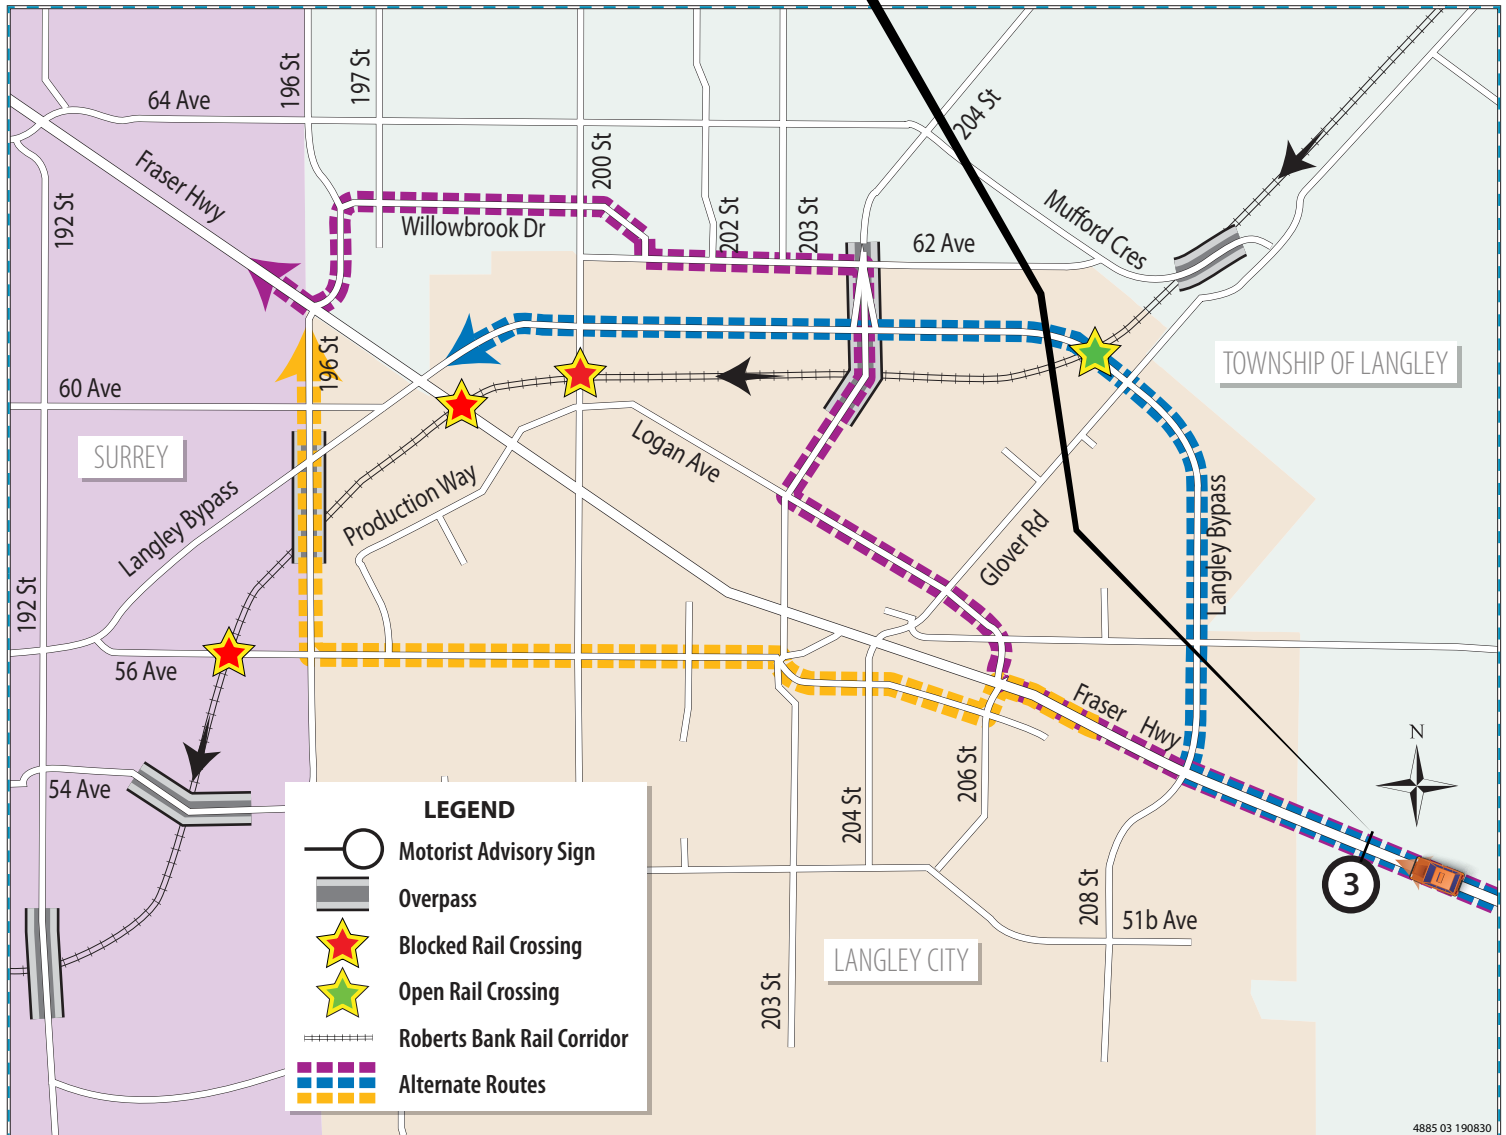 64 Ave
196 St
197 St
200 St
204 St
192 St
Fraser Hwy
Willowbrook Dr
202 St
203 St
62 Ave
Mufford Cres
196 St
60 Ave
TOWNSHIP OF LANGLEY
SURREY
Logan Ave
Production Way
Langley Bypass
Glover Rd
Langley Bypass
192 St
56 Ave
Fraser Hwy
N
54 Ave
206 St
204 St
LEGEND
Motorist Advisory Sign
Overpass
Blocked Rail Crossing
Open Rail Crossing
Roberts Bank Rail Corridor
Alternate Routes
3
208 St
51b Ave
LANGLEY CITY
203 St
4885 03 190830